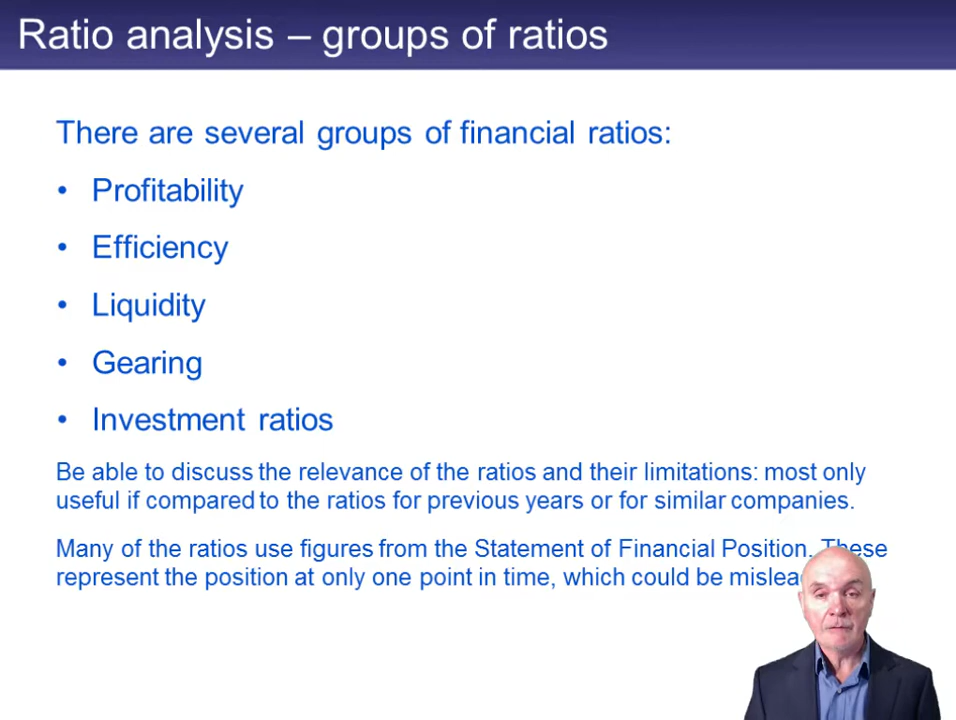 Ratio analysis – groups of ratios
There are several groups of financial ratios:
• Profitability
• Efficiency
• Liquidity
• Gearing
• Investment ratios
Be able to discuss the relevance of the ratios and their limitations: most only
useful if compared to the ratios for previous years or for similar companies.
Many of the ratios use figures from the Statement of Financial Position. These
represent the position at only one point in time, which could be